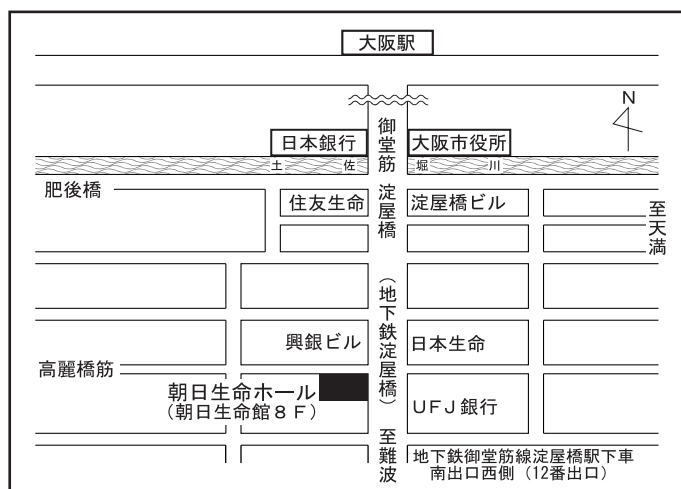 大阪駅
N
御堂筋
日本銀行
大阪市役所
土佐堀川
肥後橋
住友生命
淀屋橋
淀屋橋ビル
至天満
(地下鉄淀屋橋)
興銀ビル
日本生命
高麗橋筋
朝日生命ホール
(朝日生命館8F)
UFJ銀行
至難波
地下鉄御堂筋線淀屋橋駅下車
南出口西側(12番出口)